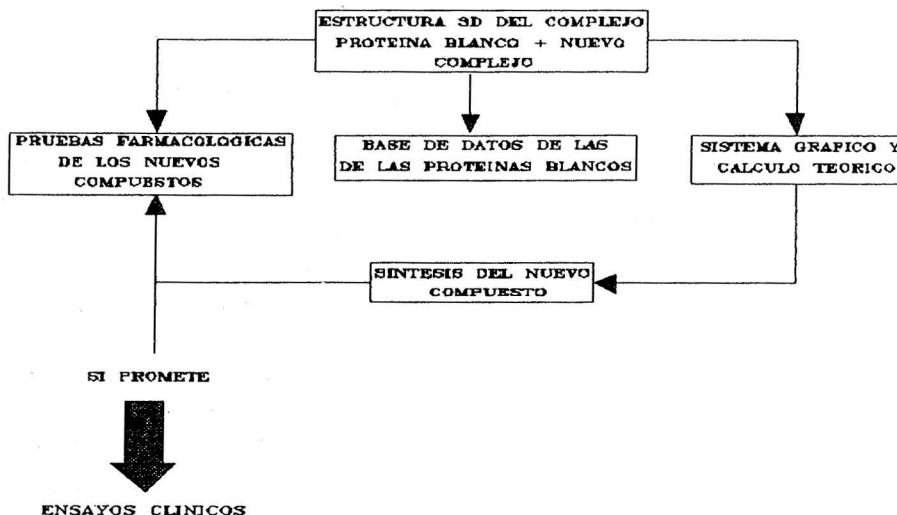 ESTRUCTURA 3D DEL COMPLEJO
PROTEINA BLANCO + NUEVO
COMPLEJO
PRUEBAS FARMACOLOGICAS
DE LOS NUEVOS
COMPUESTOS
BASE DE DATOS DE LAS
DE LAS PROTEINAS BLANCOS
SISTEMA GRAFICO Y
CALCULO TEORICO
SINTESIS DEL NUEVO
COMPUESTO
SI PROMETE
ENSAYOS CLINICOS